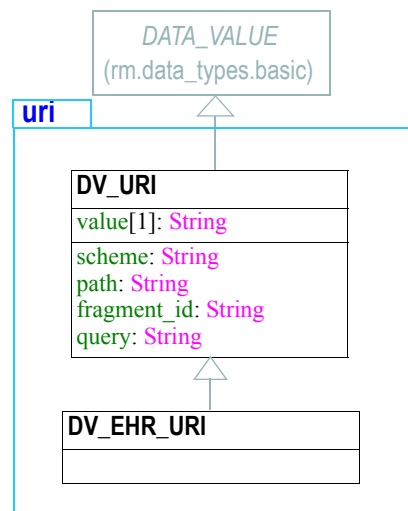 DATA_VALUE
(rm.data_types.basic)
uri
DV_URI
value[1]: String
scheme: String
path: String
fragment_id: String
query: String
DV_EHR_URI